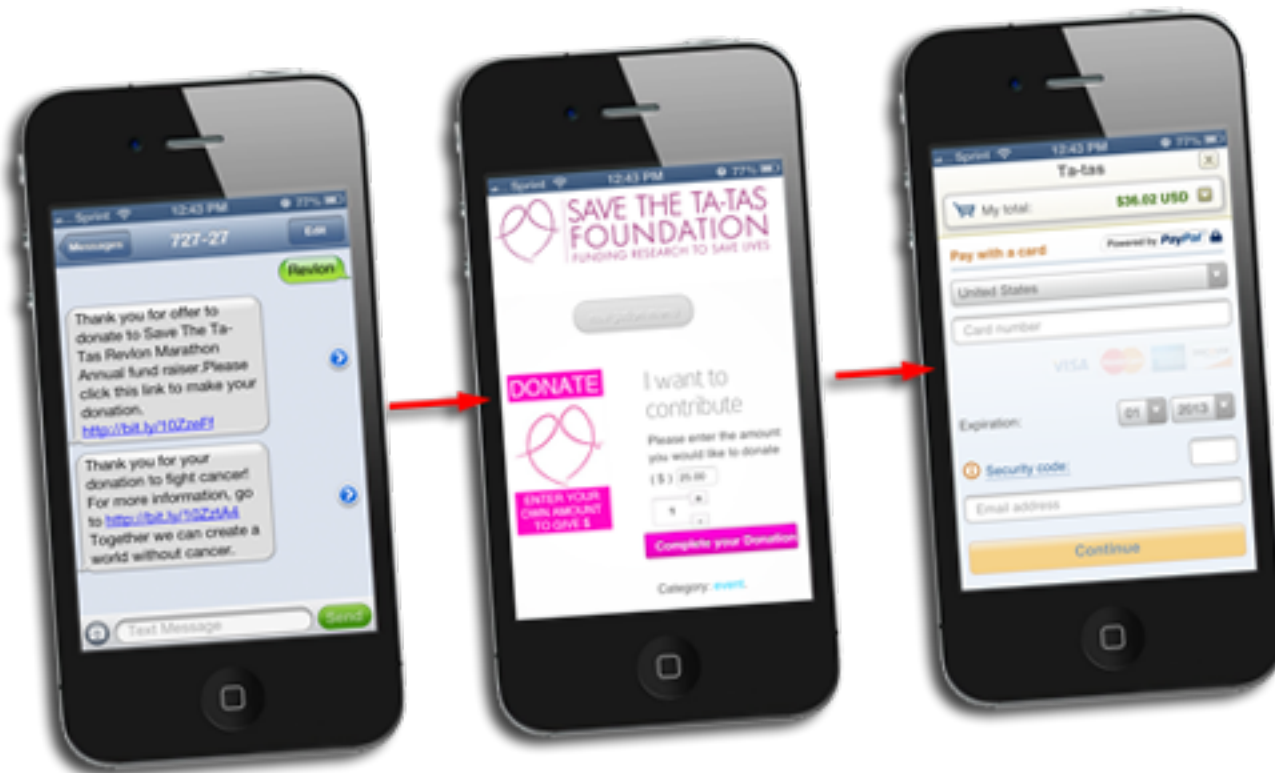 Sprint 12:43 PM 77%
Messages 727-27 Edit
Revlon
Thank you for offer to
donate to Save The Ta-
Tas Revlon Marathon
Annual fund raiser.Please
click this link to make your
donation.
http://bit.ly/10ZzeFf
Thank you for your
donation to fight cancer!
For more information, go
to http://bit.ly/10ZzfA4
Together we can create a
world without cancer.
Text Message Send
Sprint 12:43 PM 77%
SAVE THE TA-TAS
FOUNDATION
FUNDING RESEARCH TO SAVE LIVES
DONATE
ENTER YOUR
OWN AMOUNT
TO GIVE $
I want to
contribute
Please enter the amount
you would like to donate
( $ ) 25.00
1 +
-
Complete your Donation
Category: event.
Sprint 12:43 PM 77%
Ta-tas X
My total: $36.02 USD
Pay with a card Powered by PayPal
United States
Card number
VISA MasterCard DISCOVER
Expiration: 01 2013
Security code:
Email address
Continue